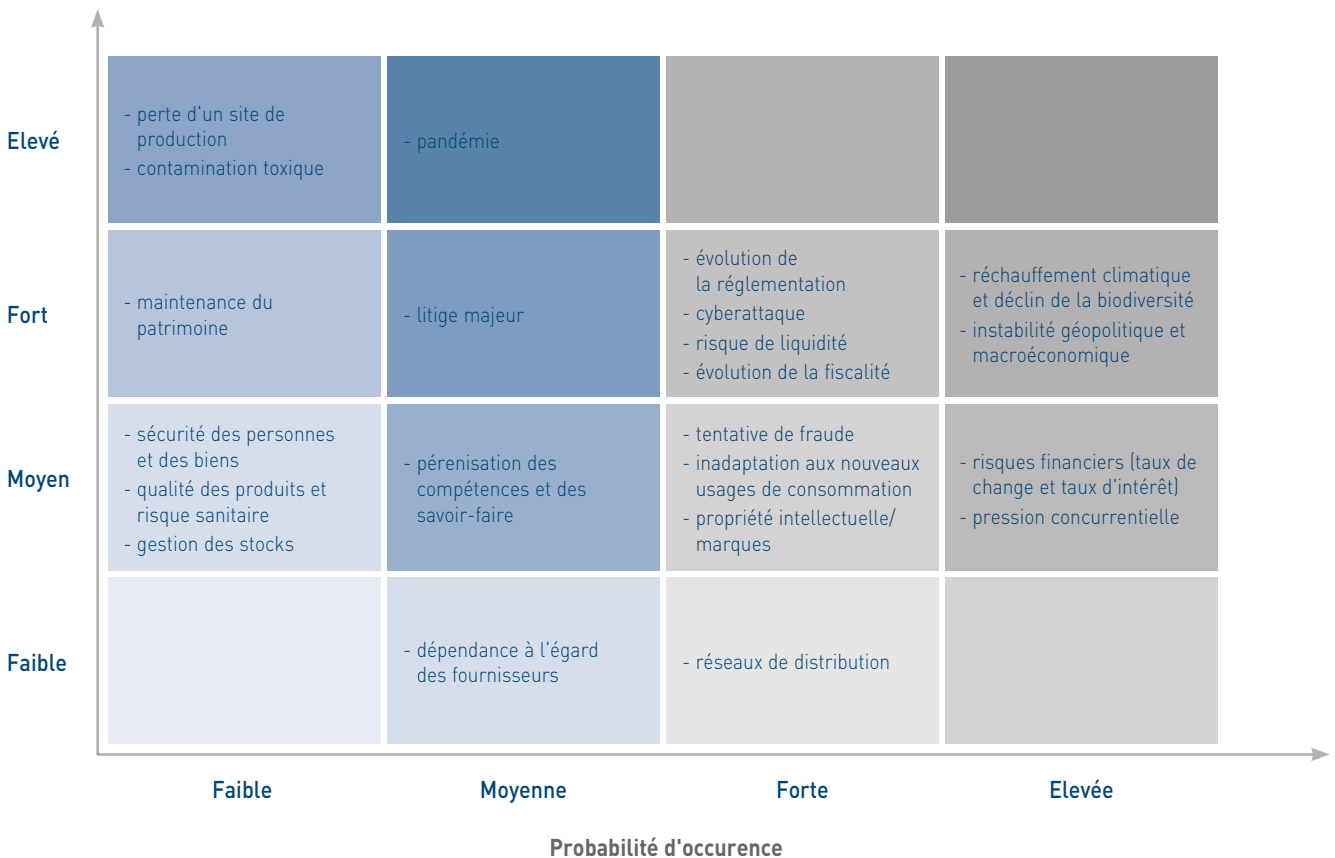 Elevé
- perte d'un site de
production
- contamination toxique
- pandémie
Fort
- maintenance du
patrimoine
- litige majeur
- évolution de
la réglementation
- cyberattaque
- risque de liquidité
- évolution de la fiscalité
- réchauffement climatique
et déclin de la biodiversité
- instabilité géopolitique et
macroéconomique
Moyen
- sécurité des personnes
et des biens
- qualité des produits et
risque sanitaire
- gestion des stocks
- pérenisation des
compétences et des
savoir-faire
- tentative de fraude
- inadaptation aux nouveaux
usages de consommation
- propriété intellectuelle/
marques
- risques financiers (taux de
change et taux d'intérêt)
- pression concurrentielle
Faible
- dépendance à l'égard
des fournisseurs
- réseaux de distribution
Faible
Moyenne
Forte
Elevée
Probabilité d'occurence